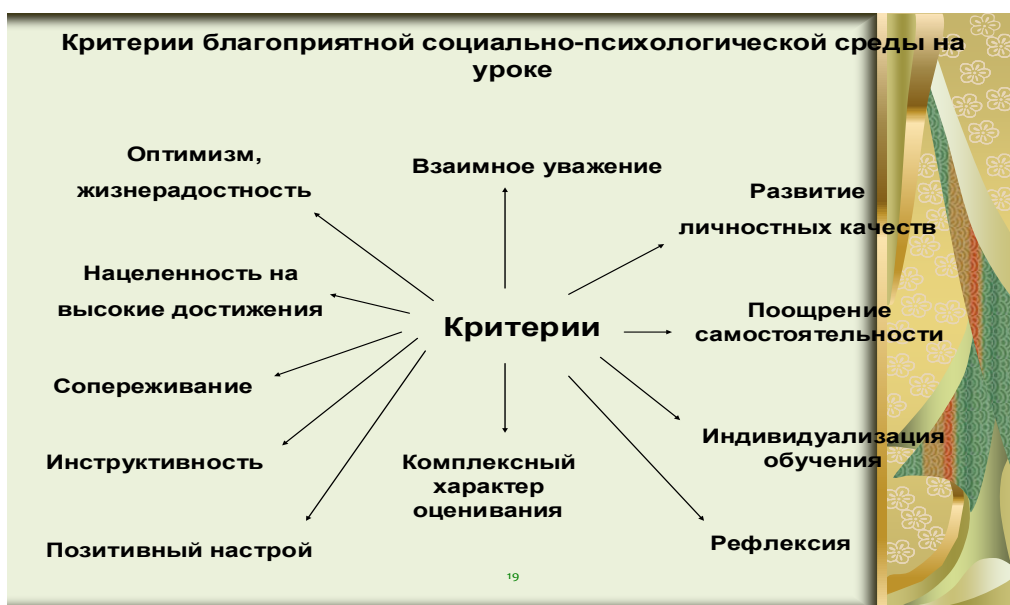 Критерии благоприятной социально-психологической среды на
уроке
Оптимизм,
жизнерадостность
Взаимное уважение
Развитие
личностных качеств
Нацеленность на
высокие достижения
Критерии
Поощрение
самостоятельности
Сопереживание
Инструктивность
Комплексный
характер
оценивания
Индивидуализация
обучения
Позитивный настрой
Рефлексия
19